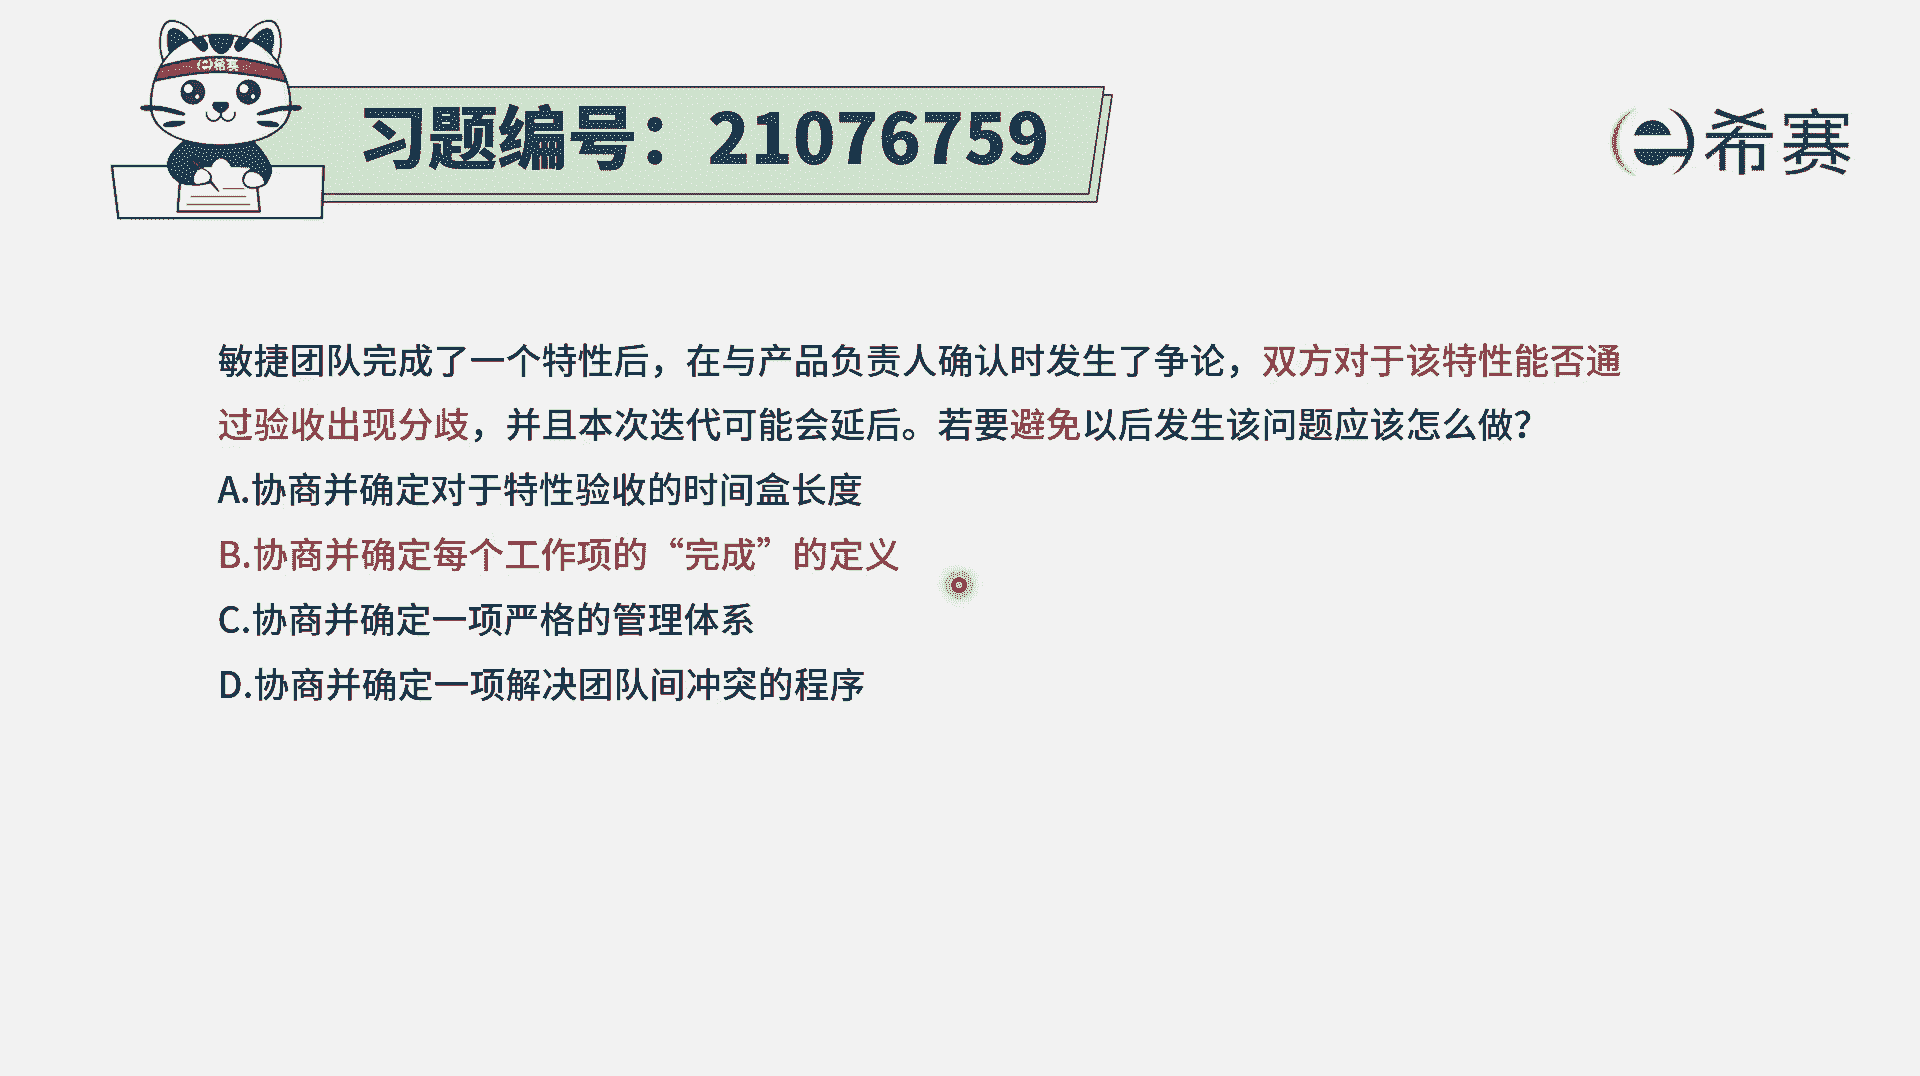 希赛
习题编号：21076759
希赛
敏捷团队完成了一个特性后，在与产品负责人确认时发生了争论，双方对于该特性能否通
过验收出现分歧，并且本次迭代可能会延后。若要避免以后发生该问题应该怎么做？
A.协商并确定对于特性验收的时间盒长度
B.协商并确定每个工作项的“完成”的定义
C.协商并确定一项严格的管理体系
D.协商并确定一项解决团队间冲突的程序